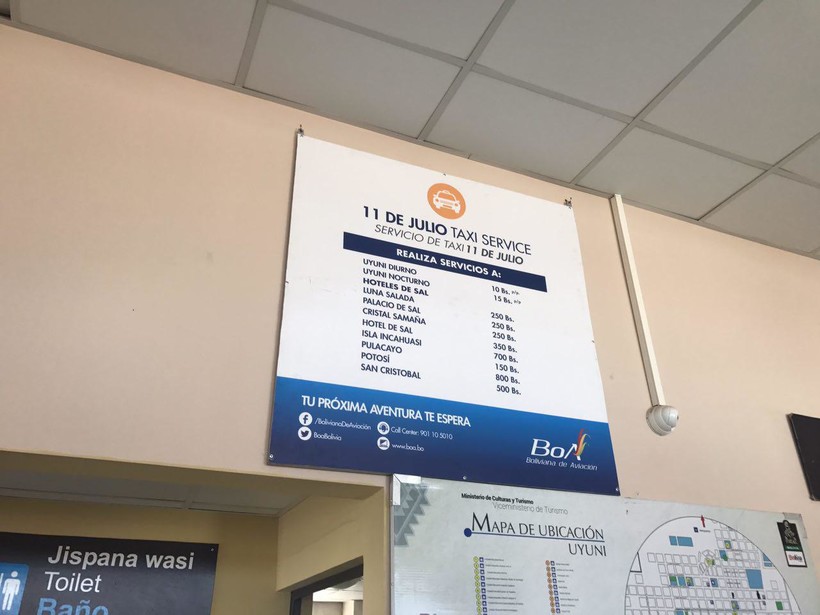 11 DE JULIO TAXI SERVICE
SERVICIO DE TAXI 11 DE JULIO
REALIZA SERVICIOS A:
UYUNI DIURNO 10 Bs. p/p.
UYUNI NOCTURNO 15 Bs. p/p
HOTELES DE SAL
LUNA SALADA 250 Bs.
PALACIO DE SAL 250 Bs.
CRISTAL SAMAÑA 250 Bs.
HOTEL DE SAL 350 Bs.
ISLA INCAHUASI 700 Bs.
PULACAYO 150 Bs.
POTOSÍ 800 Bs.
SAN CRISTOBAL 500 Bs.
TU PRÓXIMA AVENTURA TE ESPERA
/BolivianaDeAviación Call Center: 901 10 5010
BoaBolivia www.boa.bo
BoA
Boliviana de Aviación
Ministerio de Culturas y Turismo
Viceministerio de Turismo
MAPA DE UBICACIÓN
UYUNI
Jispana wasi
Toilet
Baño